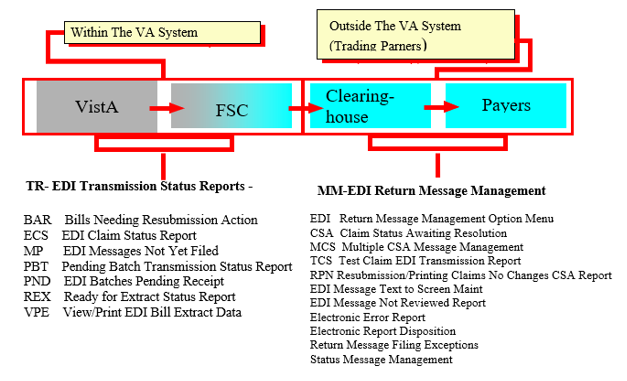 Within The VA System
Outside The VA System
(Trading Parners)
VistA
FSC
Clearing-
house
Payers
TR- EDI Transmission Status Reports -
BAR Bills Needing Resubmission Action
ECS EDI Claim Status Report
MP EDI Messages Not Yet Filed
PBT Pending Batch Transmission Status Report
PND EDI Batches Pending Receipt
REX Ready for Extract Status Report
VPE View/Print EDI Bill Extract Data
MM-EDI Return Message Management
EDI Return Message Management Option Menu
CSA Claim Status Awaiting Resolution
MCS Multiple CSA Message Management
TCS Test Claim EDI Transmission Report
RPN Resubmission/Printing Claims No Changes CSA Report
EDI Message Text to Screen Maint
EDI Message Not Reviewed Report
Electronic Error Report
Electronic Report Disposition
Return Message Filing Exceptions
Status Message Management